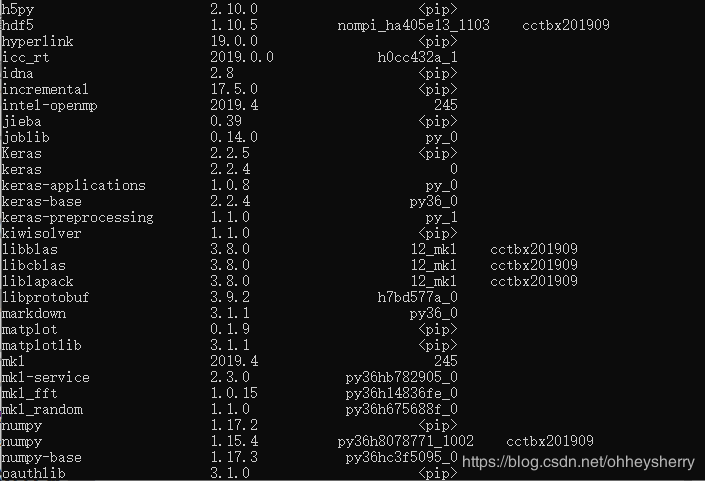 h5py 2.10.0 <pip>
hdf5 1.10.5 nompi_ha405e13_1103 cctbx201909
hyperlink 19.0.0 <pip>
icc_rt 2019.0.0 h0cc432a_1
idna 2.8 <pip>
incremental 17.5.0 <pip>
intel-openmp 2019.4 245
jieba 0.39 <pip>
joblib 0.14.0 py_0
Keras 2.2.5 <pip>
keras 2.2.4 0
keras-applications 1.0.8 py_0
keras-base 2.2.4 py36_0
keras-preprocessing 1.1.0 py_1
kiwisolver 1.1.0 <pip>
libblas 3.8.0 12_mkl cctbx201909
libcblas 3.8.0 12_mkl cctbx201909
liblapack 3.8.0 12_mkl cctbx201909
libprotobuf 3.9.2 h7bd577a_0
markdown 3.1.1 py36_0
matplot 0.1.9 <pip>
matplotlib 3.1.1 <pip>
mkl 2019.4 245
mkl-service 2.3.0 py36hb782905_0
mkl_fft 1.0.15 py36h14836fe_0
mkl_random 1.1.0 py36h675688f_0
numpy 1.17.2 <pip>
numpy 1.15.4 py36h8078771_1002 cctbx201909
numpy-base 1.17.3 py36hc3f5095_0
oauthlib 3.1.0 <pip>
https://blog.csdn.net/ohheysherry